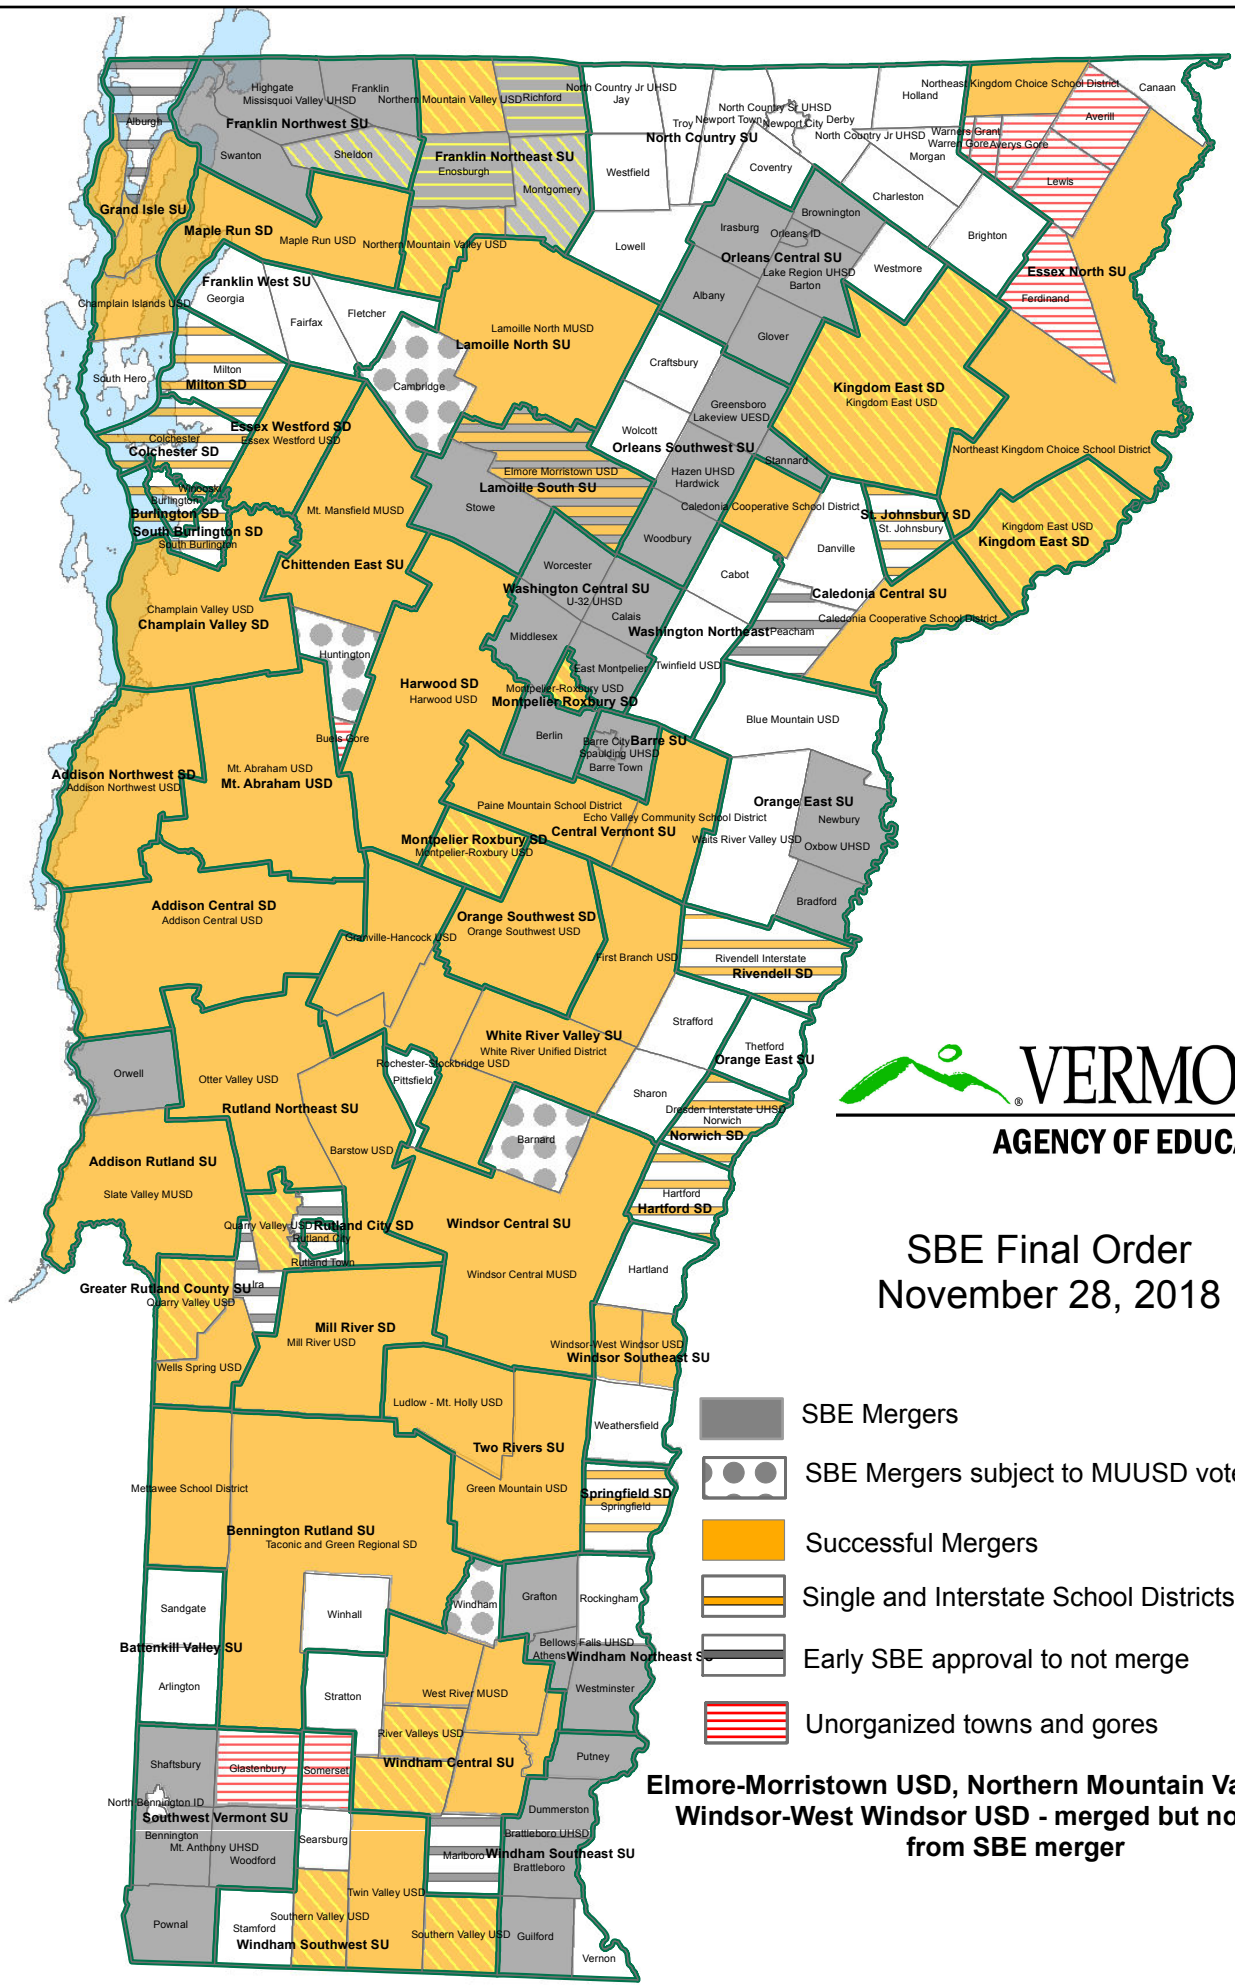 Highgate
Franklin
Missisquoi Valley UHSD
Northern Mountain Valley USD
Richford
Franklin Northwest SU
Alburgh
Swanton
Sheldon
Franklin Northeast SU
Enosburgh
Montgomery
North Country Jr UHSD
Jay
Troy
Newport Town
North Country Sr UHSD
Newport City
Derby
Holland
North Country SU
North Country Jr UHSD
Morgan
Northeast Kingdom Choice School District
Canaan
Averill
Warners Grant
Warren Gore
Averys Gore
Lewis
Westfield
Coventry
Charleston
Brighton
Grand Isle SU
Maple Run SD
Maple Run USD
Northern Mountain Valley USD
Lowell
Irasburg
Brownington
Orleans ID
Orleans Central SU
Lake Region UHSD
Barton
Westmore
Essex North SU
Ferdinand
Franklin West SU
Georgia
Champlain Islands USD
Fairfax
Fletcher
Albany
Glover
Lamoille North MUSD
Lamoille North SU
Craftsbury
South Hero
Milton
Milton SD
Cambridge
Kingdom East SD
Kingdom East USD
Greensboro
Lakeview UESD
Wolcott
Orleans Southwest SU
Essex Westford SD
Essex Westford USD
Colchester
Colchester SD
Stannard
Northeast Kingdom Choice School District
Elmore Morristown USD
Lamoille South SU
Hazen UHSD
Hardwick
Winooski
Burlington
Burlington SD
South Burlington SD
South Burlington
Mt. Mansfield MUSD
Stowe
Caledonia Cooperative School District
St. Johnsbury SD
St. Johnsbury
Kingdom East USD
Kingdom East SD
Woodbury
Danville
Chittenden East SU
Worcester
Cabot
Washington Central SU
U-32 UHSD
Calais
Caledonia Central SU
Caledonia Cooperative School District
Champlain Valley USD
Champlain Valley SD
Middlesex
Washington Northeast
Peacham
Huntington
East Montpelier
Twinfield USD
Harwood SD
Harwood USD
Montpelier-Roxbury USD
Montpelier Roxbury SD
Blue Mountain USD
Buels Gore
Berlin
Barre City
Barre SU
Spaulding UHSD
Barre Town
Addison Northwest SD
Addison Northwest USD
Mt. Abraham USD
Mt. Abraham USD
Paine Mountain School District
Echo Valley Community School District
Central Vermont SU
Orange East SU
Newbury
Waits River Valley USD
Oxbow UHSD
Montpelier Roxbury SD
Montpelier-Roxbury USD
Bradford
Addison Central SD
Addison Central USD
Orange Southwest SD
Orange Southwest USD
Granville-Hancock USD
First Branch USD
Rivendell Interstate
Rivendell SD
Strafford
White River Valley SU
White River Unified District
Thetford
Orange East SU
Orwell
Otter Valley USD
Rochester-Stockbridge USD
Pittsfield
Sharon
Rutland Northeast SU
Dresden Interstate UHSD
Norwich
Norwich SD
Barnard
Barstow USD
Addison Rutland SU
Slate Valley MUSD
Hartford
Hartford SD
Quarry Valley USD
Rutland City SD
Rutland City
Rutland Town
Windsor Central SU
Windsor Central MUSD
Hartland
Greater Rutland County SU
Ira
Quarry Valley USD
Mill River SD
Mill River USD
Wells Spring USD
Windsor-West Windsor USD
Windsor Southeast SU
Ludlow - Mt. Holly USD
Weathersfield
Two Rivers SU
Green Mountain USD
Mettawee School District
Springfield SD
Springfield
Bennington Rutland SU
Taconic and Green Regional SD
Sandgate
Winhall
Windham
Grafton
Rockingham
Battenkill Valley SU
Bellows Falls UHSD
Athens
Windham Northeast SU
Arlington
Stratton
West River MUSD
Westminster
River Valleys USD
Shaftsbury
Glastenbury
Somerset
Windham Central SU
Putney
North Bennington ID
Southwest Vermont SU
Bennington
Mt. Anthony UHSD
Woodford
Searsburg
Dummerston
Brattleboro UHSD
Marlboro
Windham Southeast SU
Brattleboro
Twin Valley USD
Pownal
Stamford
Southern Valley USD
Windham Southwest SU
Southern Valley USD
Guilford
Vernon
VERMO
®
AGENCY OF EDUC
SBE Final Order
November 28, 2018
SBE Mergers
SBE Mergers subject to MUUSD vote
Successful Mergers
Single and Interstate School Districts
Early SBE approval to not merge
Unorganized towns and gores
Elmore-Morristown USD, Northern Mountain Va
Windsor-West Windsor USD - merged but no
from SBE merger